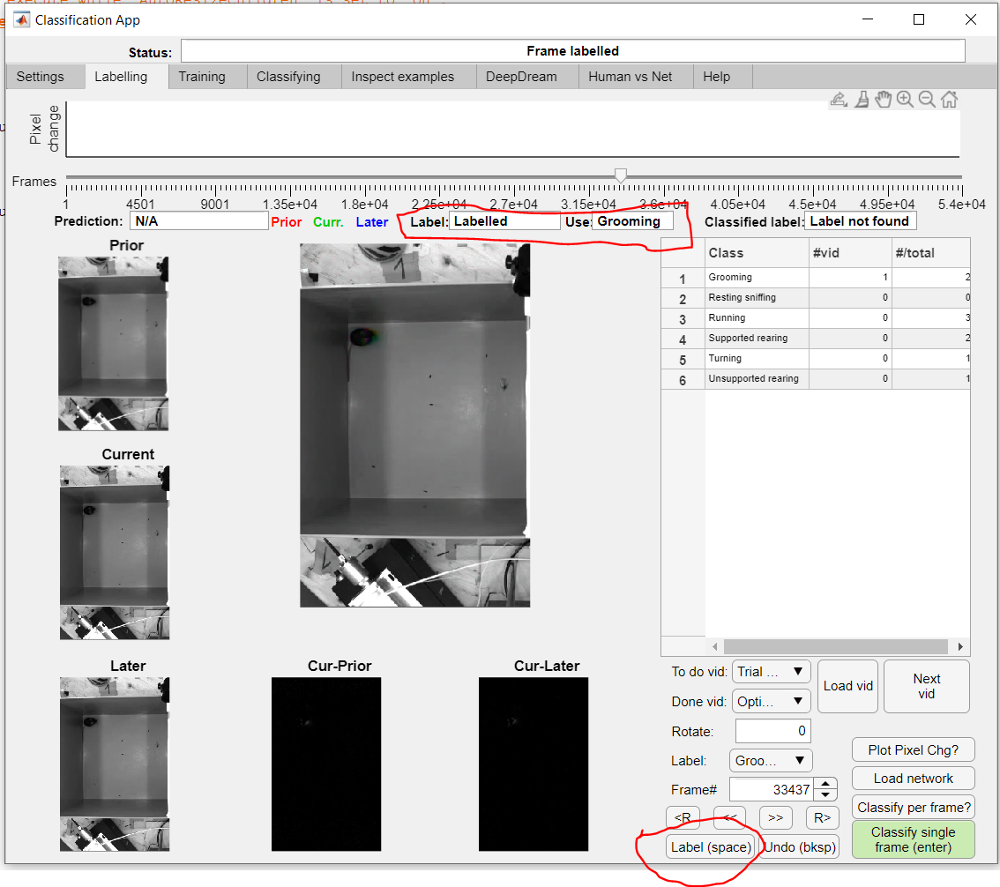 execute while 'AutoResizeChildren' is set to 'on'.
Classification App
Status: Frame labelled
Settings Labelling Training Classifying Inspect examples DeepDream Human vs Net Help
Pixel
change
Frames
1 4501 9001 1.35e+04 1.8e+04 2.25e+04 2.7e+04 3.15e+04 3.6e+04 4.05e+04 4.5e+04 4.95e+04 5.4e+04
Prediction: N/A Prior Curr. Later Label: Labelled Use: Grooming Classified label: Label not found
Prior
Class #vid #/total
1 Grooming 1 2
2 Resting sniffing 0 0
3 Running 0 3
4 Supported rearing 0 2
5 Turning 0 1
6 Unsupported rearing 0 1
Current
Later Cur-Prior Cur-Later
To do vid: Trial ... Load vid Next
vid
Done vid: Opti...
Rotate: 0
Label: Groo... Plot Pixel Chg?
Frame# 33437 Load network
<R << >> R> Classify per frame?
Label (space) Undo (bksp) Classify single
frame (enter)